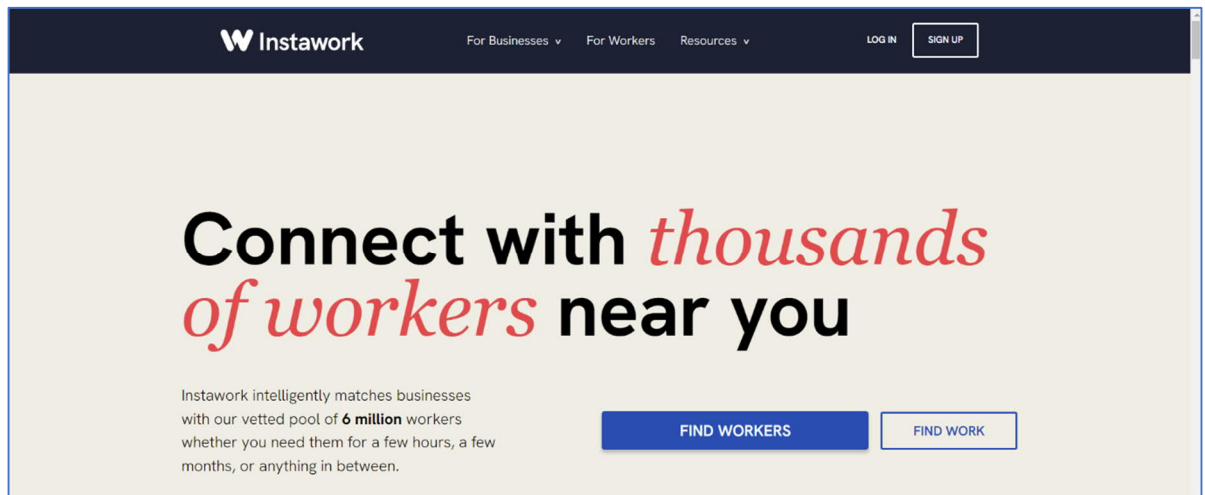 Instawork For Businesses v For Workers Resources v LOG IN SIGN UP
Connect with thousands
of workers near you
Instawork intelligently matches businesses
with our vetted pool of 6 million workers
whether you need them for a few hours, a few
months, or anything in between.
FIND WORKERS FIND WORK